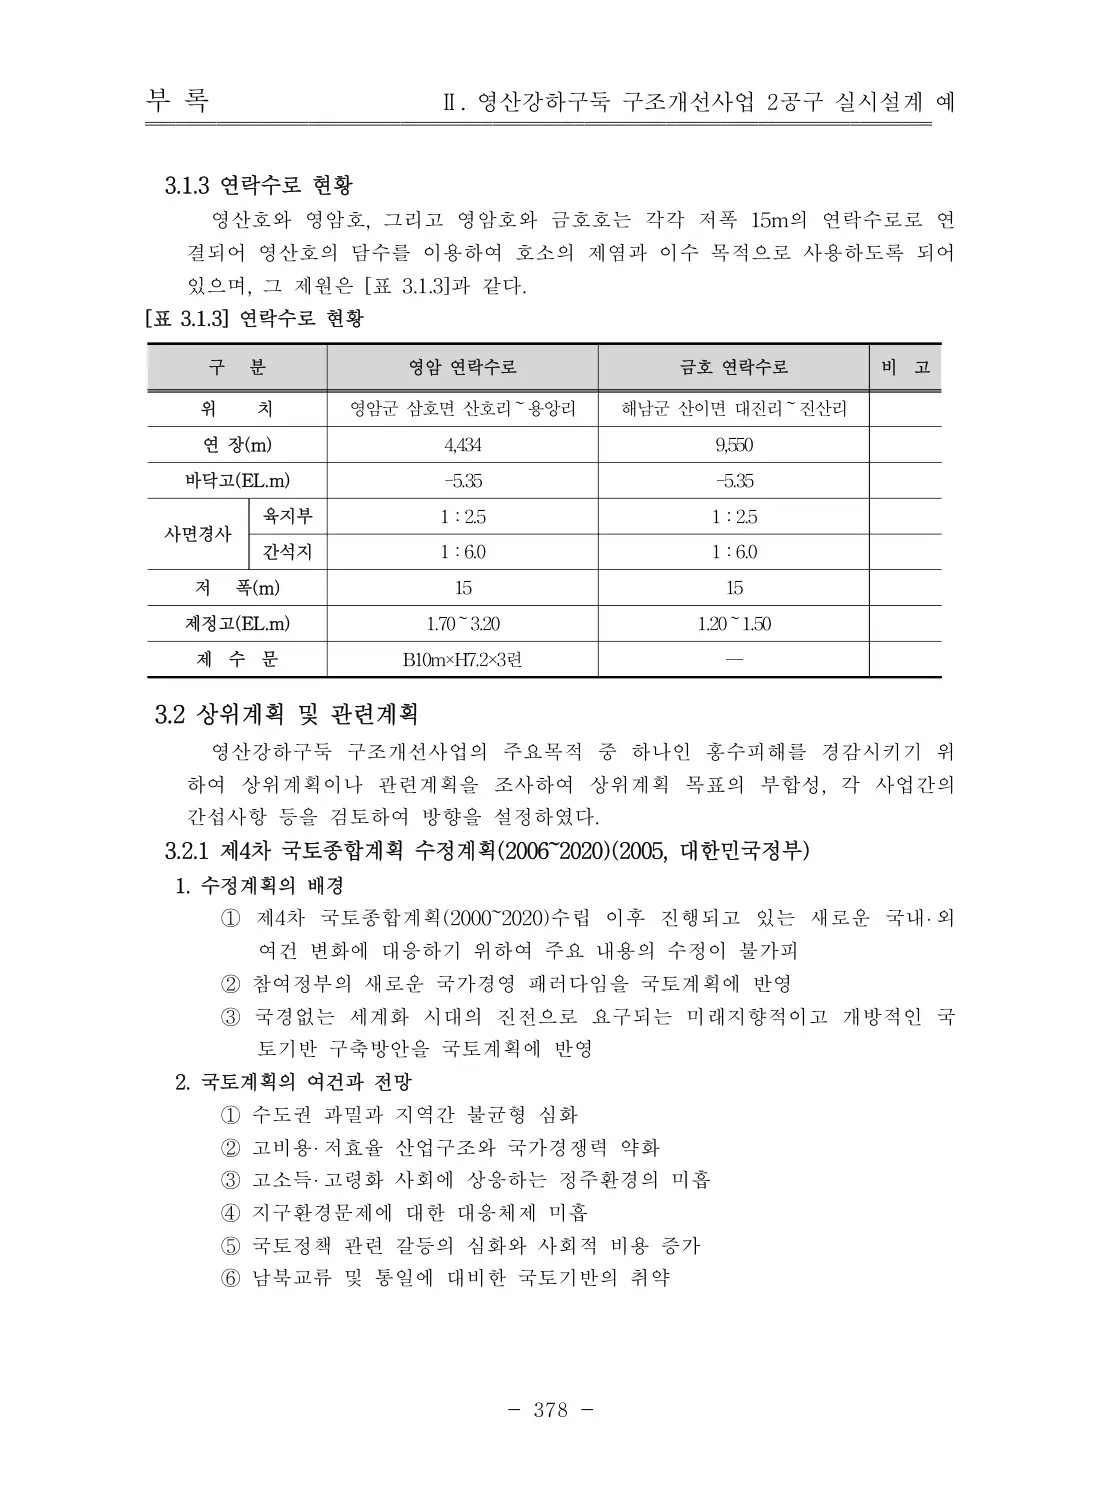 부 록
Ⅱ. 영산강하구둑 구조개선사업 2공구 실시설계 예
3.1.3 연락수로 현황
영산호와 영암호, 그리고 영암호와 금호호는 각각 저폭 15m의 연락수로로 연
결되어 영산호의 담수를 이용하여 호소의 제염과 이수 목적으로 사용하도록 되어
있으며, 그 제원은 [표 3.1.3]과 같다.
[표 3.1.3] 연락수로 현황
구 분 영암 연락수로 금호 연락수로 비 고
위 치 영암군 삼호면 산호리~용앙리 해남군 산이면 대진리~진산리
연 장(m) 4,434 9,550
바닥고(EL.m) -5.35 -5.35
사면경사 육지부 1 : 2.5 1 : 2.5
간석지 1 : 6.0 1 : 6.0
저 폭(m) 15 15
제정고(EL.m) 1.70~3.20 1.20~1.50
제 수 문 B10m×H7.2×3련 —
3.2 상위계획 및 관련계획
영산강하구둑 구조개선사업의 주요목적 중 하나인 홍수피해를 경감시키기 위
하여 상위계획이나 관련계획을 조사하여 상위계획 목표의 부합성, 각 사업간의
간섭사항 등을 검토하여 방향을 설정하였다.
3.2.1 제4차 국토종합계획 수정계획(2006~2020)(2005, 대한민국정부)
1. 수정계획의 배경
① 제4차 국토종합계획(2000~2020)수립 이후 진행되고 있는 새로운 국내·외
여건 변화에 대응하기 위하여 주요 내용의 수정이 불가피
② 참여정부의 새로운 국가경영 패러다임을 국토계획에 반영
③ 국경없는 세계화 시대의 진전으로 요구되는 미래지향적이고 개방적인 국
토기반 구축방안을 국토계획에 반영
2. 국토계획의 여건과 전망
① 수도권 과밀과 지역간 불균형 심화
② 고비용·저효율 산업구조와 국가경쟁력 약화
③ 고소득·고령화 사회에 상응하는 정주환경의 미흡
④ 지구환경문제에 대한 대응체제 미흡
⑤ 국토정책 관련 갈등의 심화와 사회적 비용 증가
⑥ 남북교류 및 통일에 대비한 국토기반의 취약
- 378 -